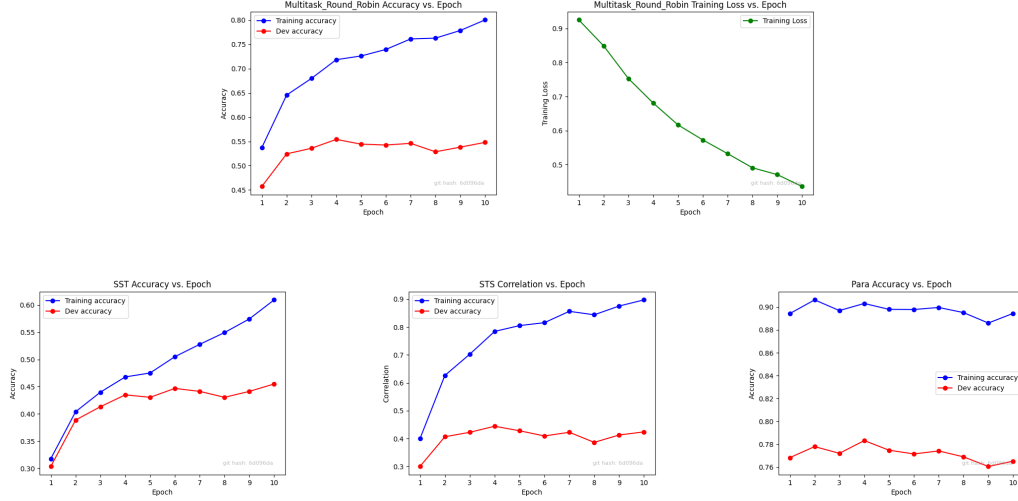 Multitask_Round_Robin Accuracy vs. Epoch
Training accuracy
Dev accuracy
0.80
0.75
0.70
0.65
0.60
0.55
0.50
0.45
Accuracy
1 2 3 4 5 6 7 8 9 10
Epoch
Multitask_Round_Robin Training Loss vs. Epoch
Training Loss
0.9
0.8
0.7
0.6
0.5
Training Loss
git hash:
1 2 3 4 5 6 7 8 9 10
Epoch
SST Accuracy vs. Epoch
Training accuracy
Dev accuracy
0.60
0.55
0.50
0.45
0.40
0.35
0.30
Accuracy
git hash:
1 2 3 4 5 6 7 8 9 10
Epoch
STS Correlation vs. Epoch
Training accuracy
Dev accuracy
0.9
0.8
0.7
0.6
0.5
0.4
0.3
Correlation
git hash:
1 2 3 4 5 6 7 8 9 10
Epoch
Para Accuracy vs. Epoch
0.90
0.88
0.86
0.84
0.82
0.80
0.78
0.76
Accuracy
Training accuracy
Dev accuracy
1 2 3 4 5 6 7 8 9 10
Epoch